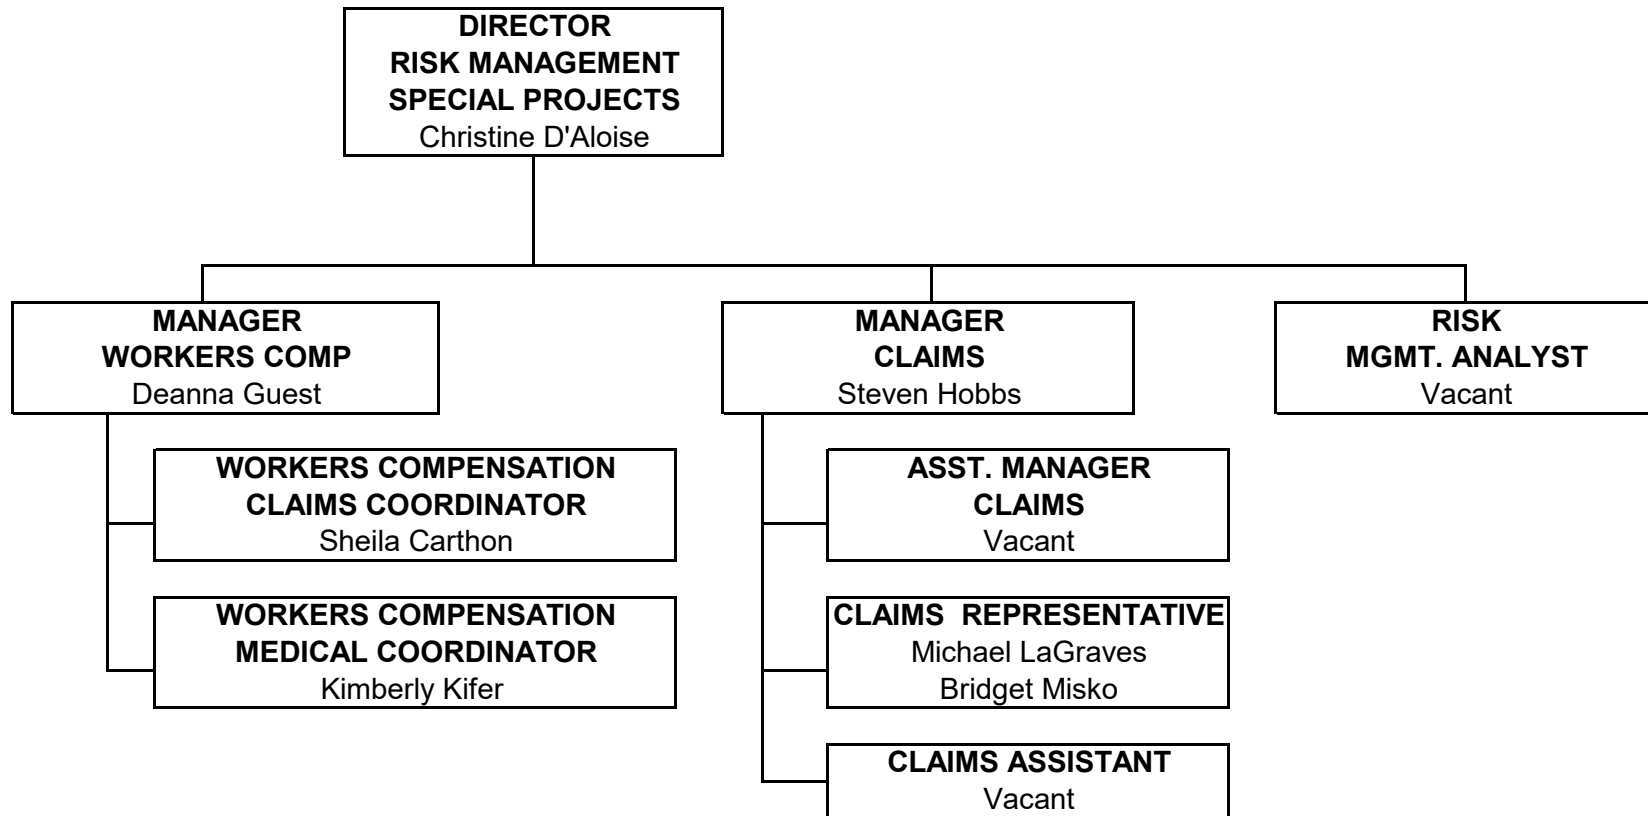 DIRECTOR
RISK MANAGEMENT
SPECIAL PROJECTS
Christine D'Aloise
MANAGER
WORKERS COMP
Deanna Guest
MANAGER
CLAIMS
Steven Hobbs
RISK
MGMT. ANALYST
Vacant
WORKERS COMPENSATION
CLAIMS COORDINATOR
Sheila Carthon
WORKERS COMPENSATION
MEDICAL COORDINATOR
Kimberly Kifer
ASST. MANAGER
CLAIMS
Vacant
CLAIMS REPRESENTATIVE
Michael LaGraves
Bridget Misko
CLAIMS ASSISTANT
Vacant